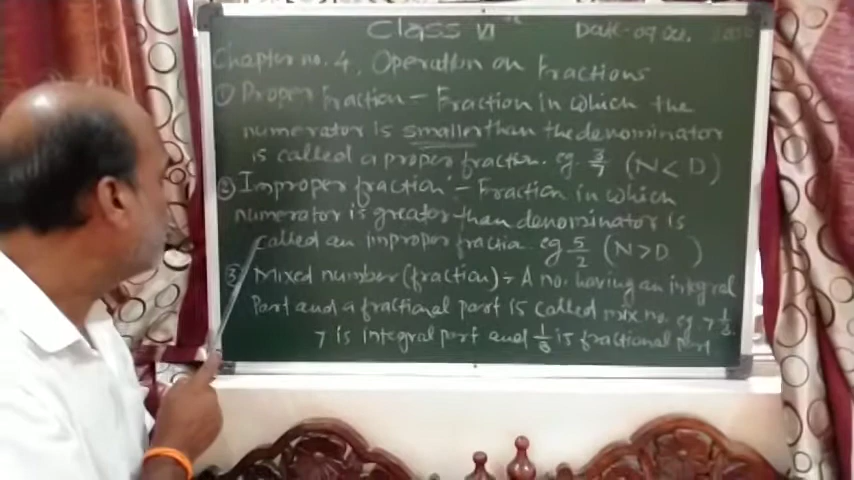 Class VI
Date - 09.04.
Chapter no. 4. Operation on Fractions
① Proper Fraction - Fraction in which the
numerator is smaller than the denominator
is called a proper fraction. eg. 3/7 (N < D)
② Improper fraction - Fraction in which
numerator is greater than denominator is
called an improper fractio eg 5/2 (N > D )
③ Mixed number (fraction) ÷ A no. having an integral
Part and a fractional part is called mix no. eg 7
7 is integral part and 1/8 is fractional part